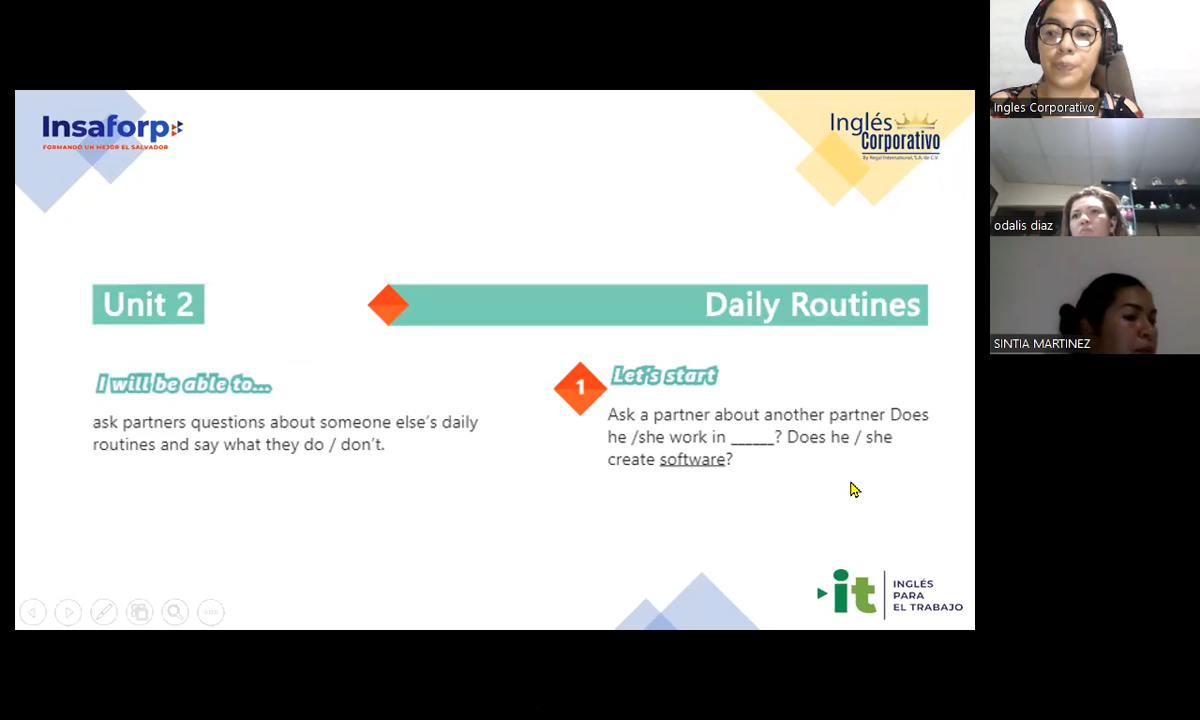 Insaforp
FORMANDO UN MEJOR EL SALVADOR
Inglés
Corporativo
By Regal International, S.A. de C.V.
Unit 2
Daily Routines
I will be able to...
ask partners questions about someone else's daily
routines and say what they do / don't.
1
Let's start
Ask a partner about another partner Does
he /she work in ______? Does he / she
create software?
it
INGLÉS
PARA
EL TRABAJO
Ingles Corporativo
odalis diaz
SINTIA MARTINEZ